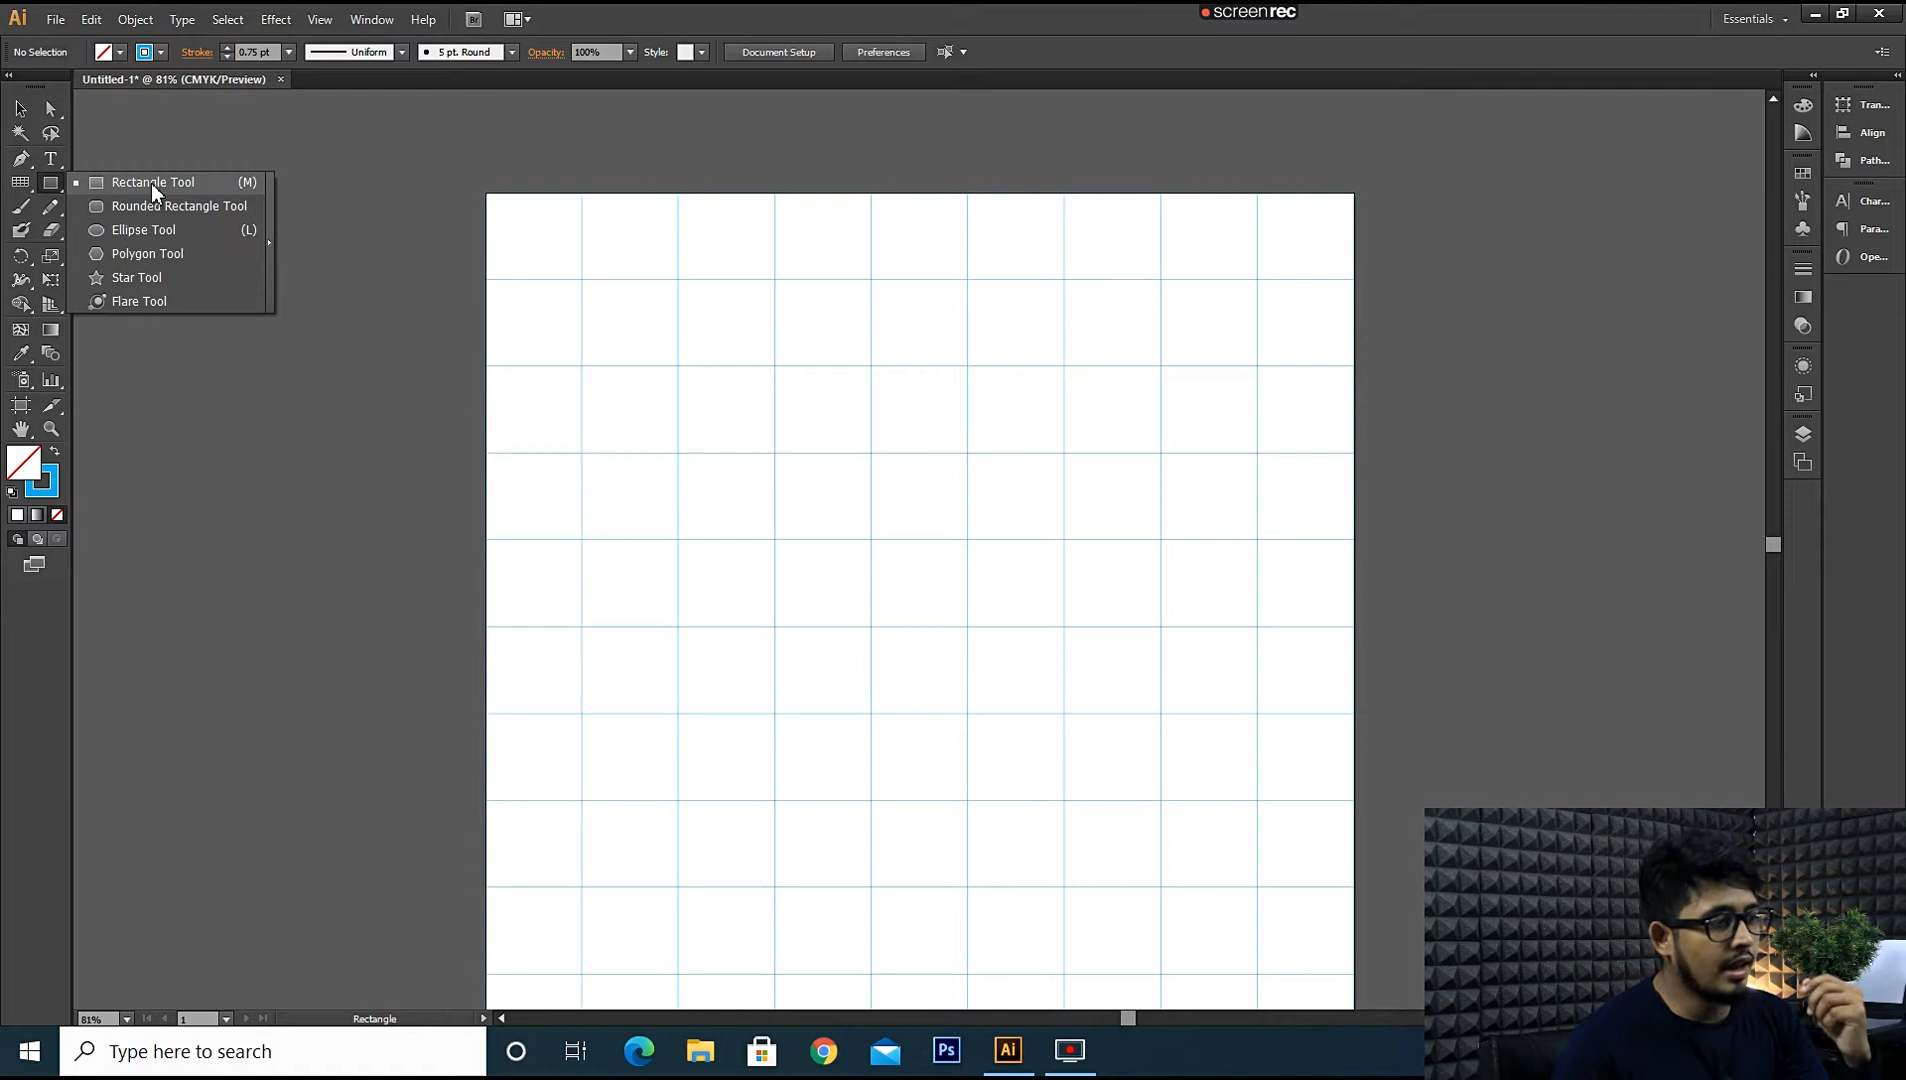 screenrec
Ai File Edit Object Type Select Effect View Window Help Br Essentials
No Selection Stroke: 0.75 pt Uniform 5 pt. Round Opacity: 100% Style: Document Setup Preferences
Untitled-1* @ 81% (CMYK/Preview)
T
Rectangle Tool (M)
Rounded Rectangle Tool
Ellipse Tool (L)
Polygon Tool
Star Tool
Flare Tool
Tran...
Align
Path...
A Char...
Para...
O Ope...
81% 1 Rectangle
Type here to search Ps Ai